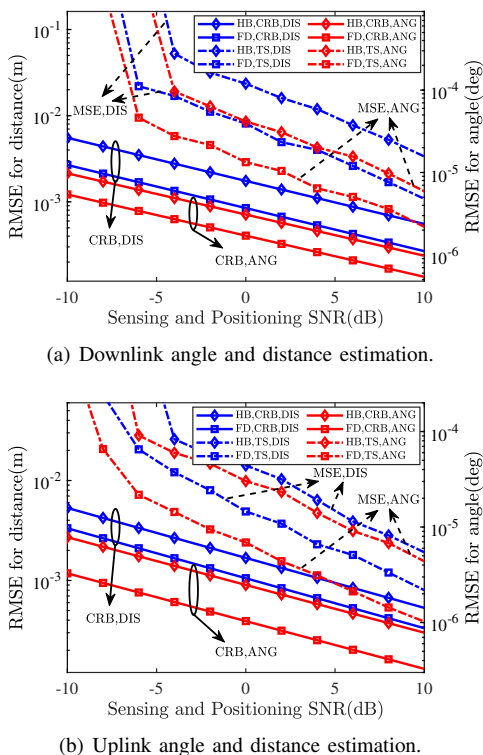 HB,CRB,DIS HB,CRB,ANG
FD,CRB,DIS FD,CRB,ANG
HB,TS,DIS HB,TS,ANG
FD,TS,DIS FD,TS,ANG
10^{-1}
10^{-2}
10^{-3}
10^{-4}
10^{-5}
10^{-6}
RMSE for distance(m)
RMSE for angle(deg)
MSE,DIS
MSE,ANG
CRB,DIS
CRB,ANG
-10 -5 0 5 10
Sensing and Positioning SNR(dB)
(a) Downlink angle and distance estimation.
HB,CRB,DIS HB,CRB,ANG
FD,CRB,DIS FD,CRB,ANG
HB,TS,DIS HB,TS,ANG
FD,TS,DIS FD,TS,ANG
10^{-2}
10^{-3}
10^{-4}
10^{-5}
10^{-6}
RMSE for distance(m)
RMSE for angle(deg)
MSE,DIS
MSE,ANG
CRB,DIS
CRB,ANG
-10 -5 0 5 10
Sensing and Positioning SNR(dB)
(b) Uplink angle and distance estimation.